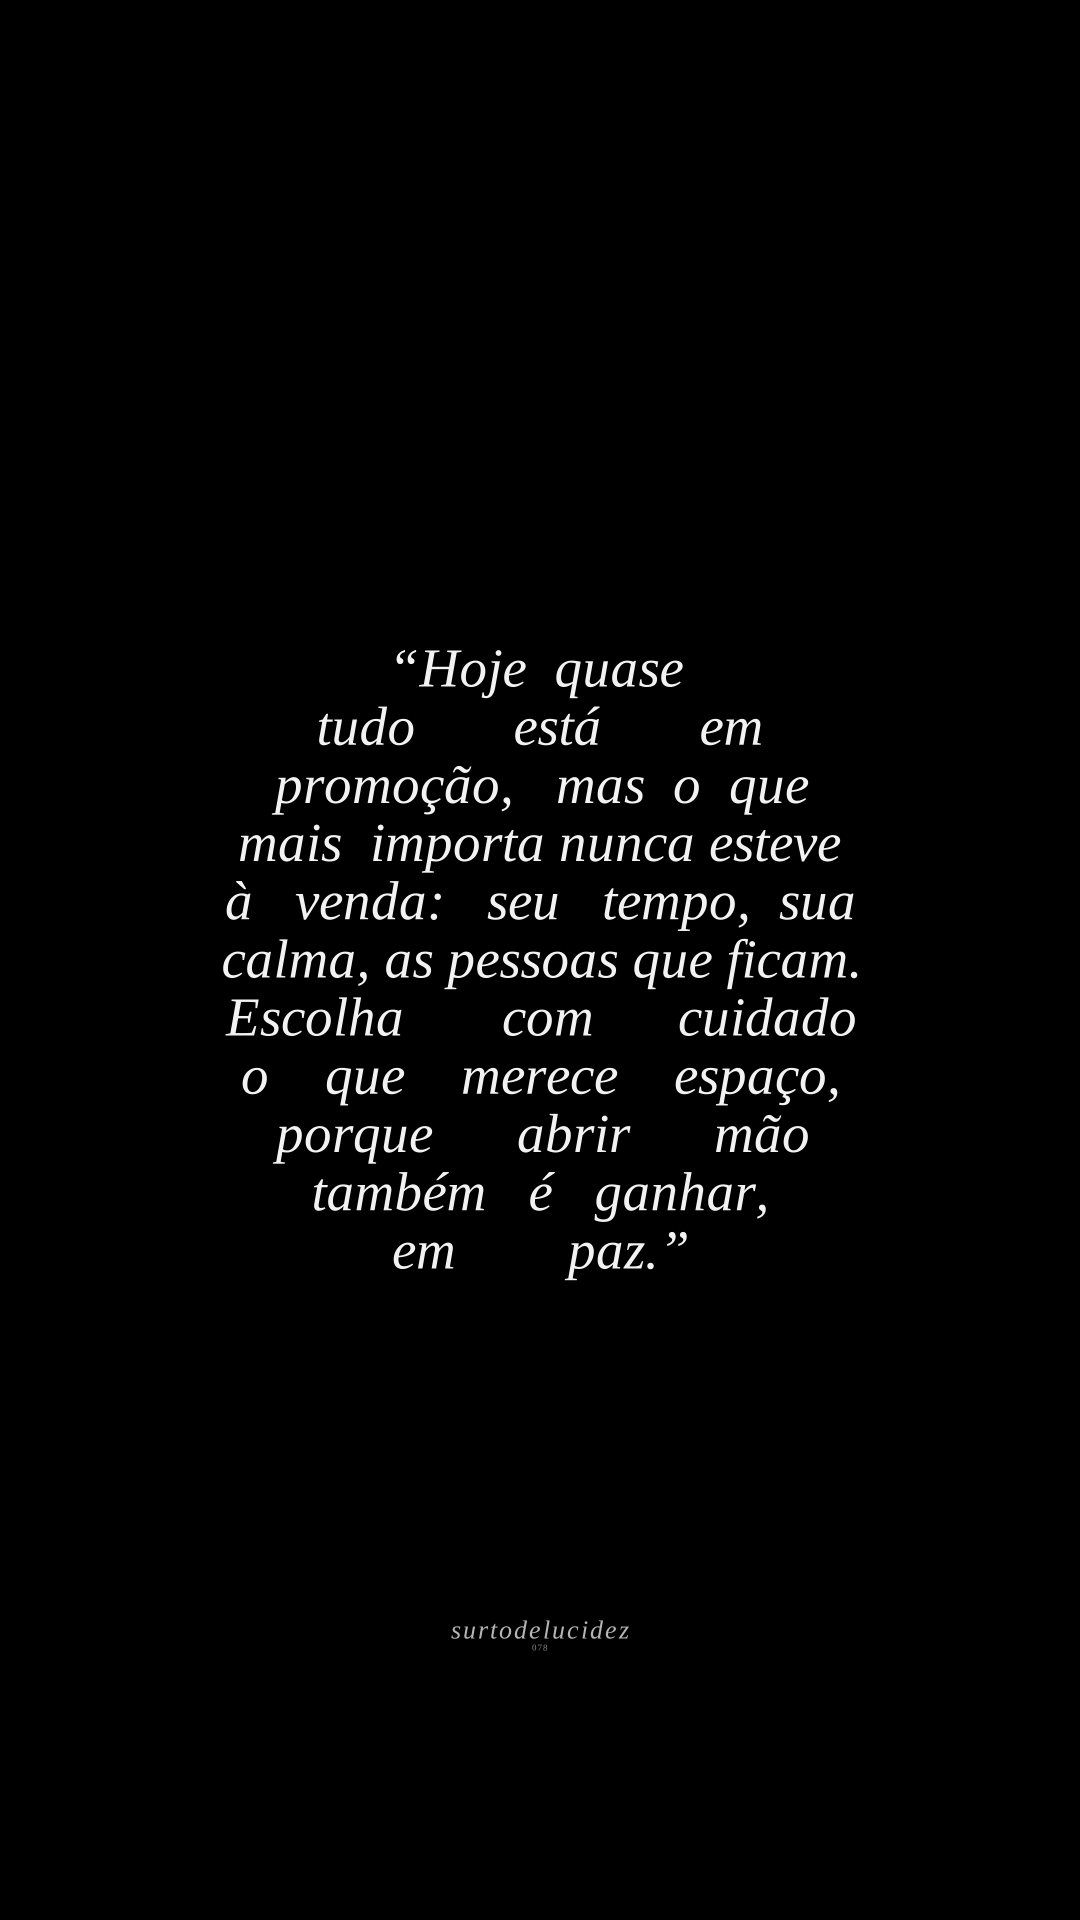 “Hoje quase
tudo está em
promoção, mas o que
mais importa nunca esteve
à venda: seu tempo, sua
calma, as pessoas que ficam.
Escolha com cuidado
o que merece espaço,
porque abrir mão
também é ganhar,
em paz.”
surtodelucidez
078